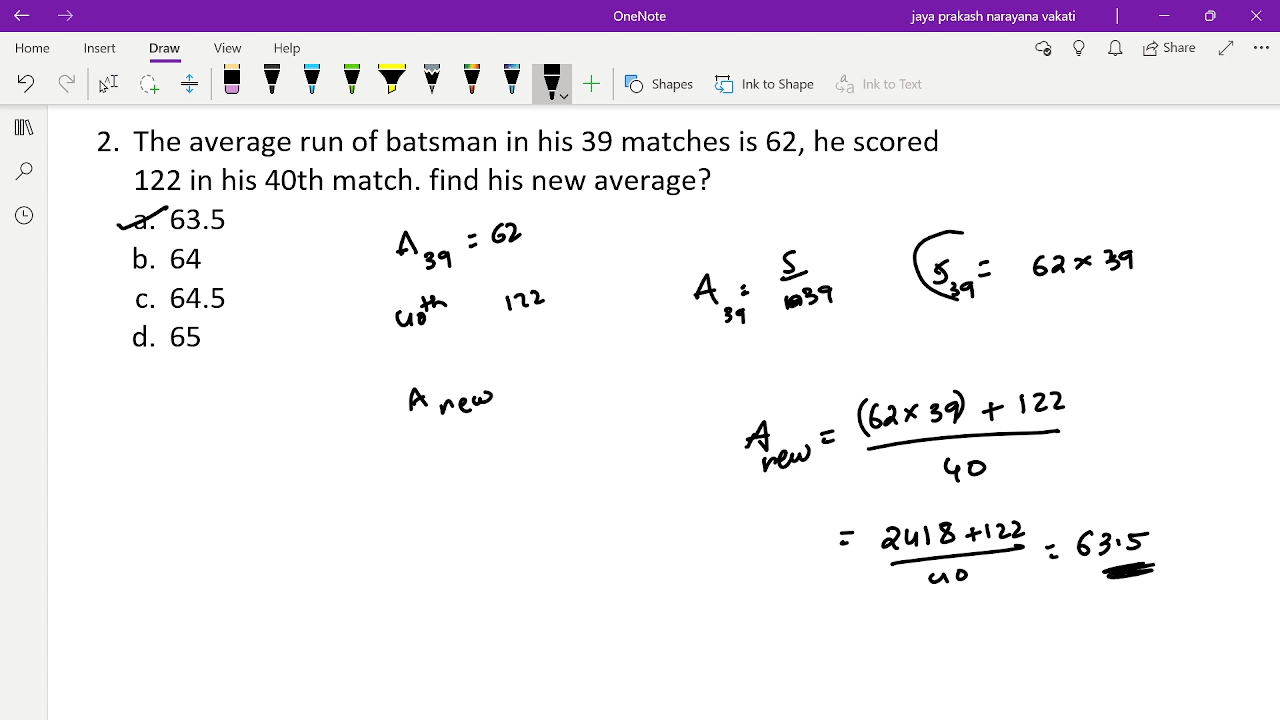 OneNote
jaya prakash narayana vakati
Home Insert Draw View Help
Share
Shapes Ink to Shape Ink to Text
2. The average run of batsman in his 39 matches is 62, he scored
122 in his 40th match. find his new average?
a. 63.5
b. 64
c. 64.5
d. 65
A39 = 62
40th 122
A new
A39 = S/39
S39 = 62 × 39
Anew = (62 × 39) + 122
40
= 2418 + 122 = 63.5
40